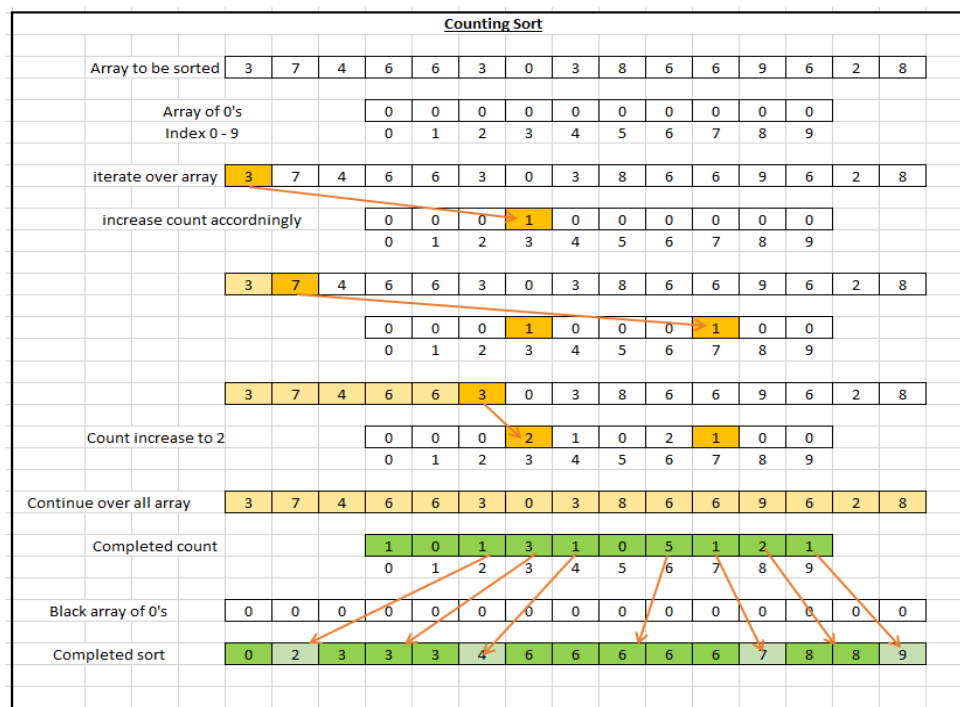 Counting Sort
Array to be sorted 3 7 4 6 6 3 0 3 8 6 6 9 6 2 8
Array of 0's 0 0 0 0 0 0 0 0 0 0
Index 0 - 9 0 1 2 3 4 5 6 7 8 9
iterate over array 3 7 4 6 6 3 0 3 8 6 6 9 6 2 8
increase count accordningly 0 0 0 1 0 0 0 0 0 0
0 1 2 3 4 5 6 7 8 9
3 7 4 6 6 3 0 3 8 6 6 9 6 2 8
0 0 0 1 0 0 0 1 0 0
0 1 2 3 4 5 6 7 8 9
3 7 4 6 6 3 0 3 8 6 6 9 6 2 8
Count increase to 2 0 0 0 2 1 0 2 1 0 0
0 1 2 3 4 5 6 7 8 9
Continue over all array 3 7 4 6 6 3 0 3 8 6 6 9 6 2 8
Completed count 1 0 1 3 1 0 5 1 2 1
0 1 2 3 4 5 6 7 8 9
Black array of 0's 0 0 0 0 0 0 0 0 0 0 0 0 0 0 0
Completed sort 0 2 3 3 3 4 6 6 6 6 6 7 8 8 9